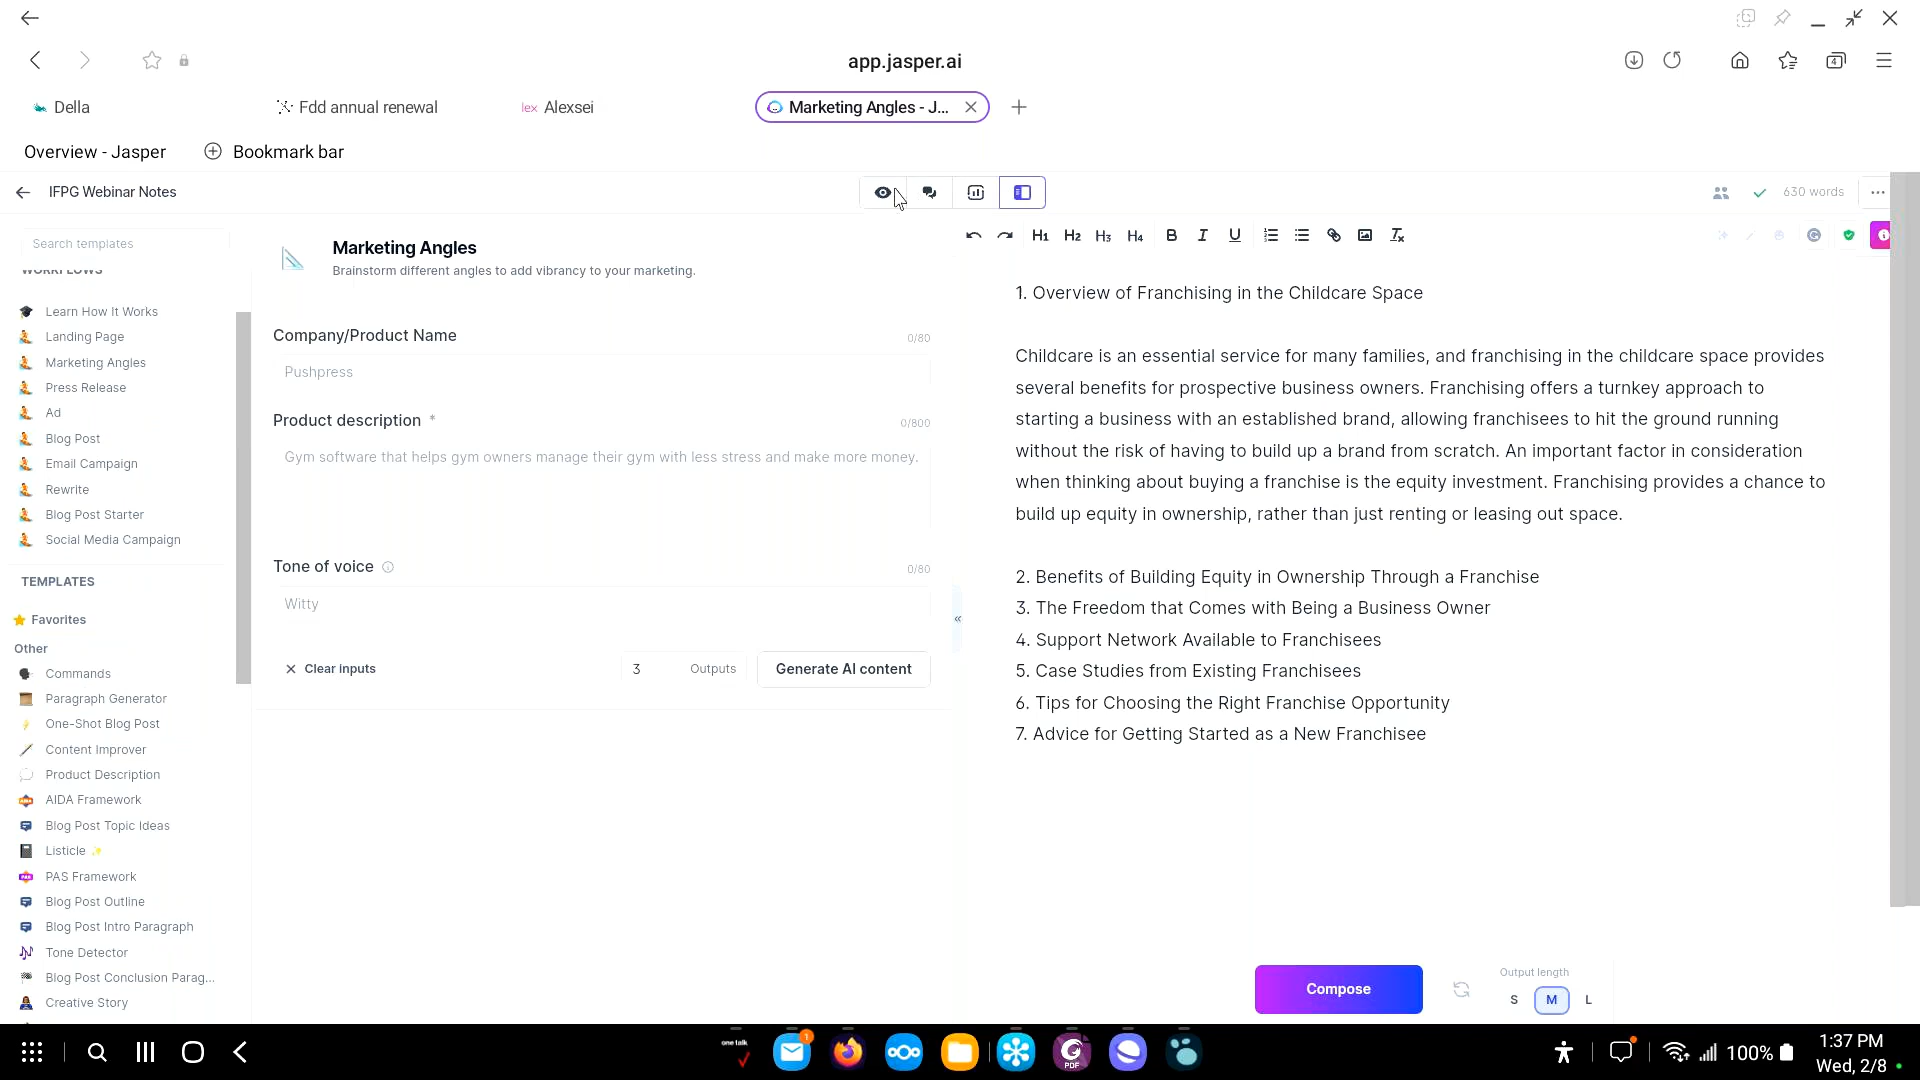 app.jasper.ai
4
Della
Fdd annual renewal
lex Alexsei
Marketing Angles - J...
Overview - Jasper
Bookmark bar
IFPG Webinar Notes
630 words
Search templates
WORKFLOWS
Learn How It Works
Landing Page
Marketing Angles
Press Release
Ad
Blog Post
Email Campaign
Rewrite
Blog Post Starter
Social Media Campaign
TEMPLATES
Favorites
Other
Commands
Paragraph Generator
One-Shot Blog Post
Content Improver
Product Description
AIDA Framework
Blog Post Topic Ideas
Listicle ✨
PAS Framework
Blog Post Outline
Blog Post Intro Paragraph
Tone Detector
Blog Post Conclusion Parag...
Creative Story
Marketing Angles
Brainstorm different angles to add vibrancy to your marketing.
Company/Product Name
0/80
Pushpress
Product description *
0/800
Gym software that helps gym owners manage their gym with less stress and make more money.
Tone of voice
0/80
Witty
Clear inputs
3 Outputs
Generate AI content
«
H1 H2 H3 H4 B I U
1. Overview of Franchising in the Childcare Space
Childcare is an essential service for many families, and franchising in the childcare space provides
several benefits for prospective business owners. Franchising offers a turnkey approach to
starting a business with an established brand, allowing franchisees to hit the ground running
without the risk of having to build up a brand from scratch. An important factor in consideration
when thinking about buying a franchise is the equity investment. Franchising provides a chance to
build up equity in ownership, rather than just renting or leasing out space.
2. Benefits of Building Equity in Ownership Through a Franchise
3. The Freedom that Comes with Being a Business Owner
4. Support Network Available to Franchisees
5. Case Studies from Existing Franchisees
6. Tips for Choosing the Right Franchise Opportunity
7. Advice for Getting Started as a New Franchisee
Compose
Output length
S M L
one talk
1
PDF
100%
1:37 PM
Wed, 2/8